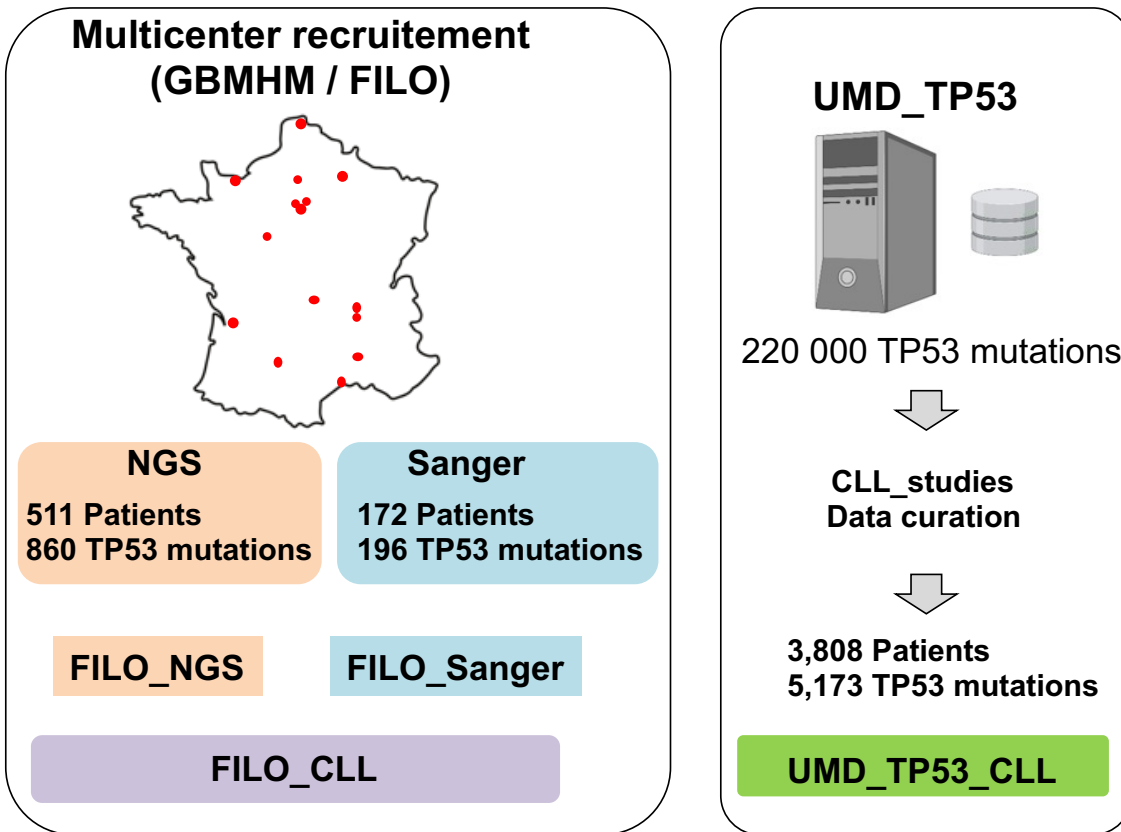 Multicenter recruitement
(GBMHM / FILO)
NGS
511 Patients
860 TP53 mutations
Sanger
172 Patients
196 TP53 mutations
FILO_NGS
FILO_Sanger
FILO_CLL
UMD_TP53
220 000 TP53 mutations
CLL_studies
Data curation
3,808 Patients
5,173 TP53 mutations
UMD_TP53_CLL